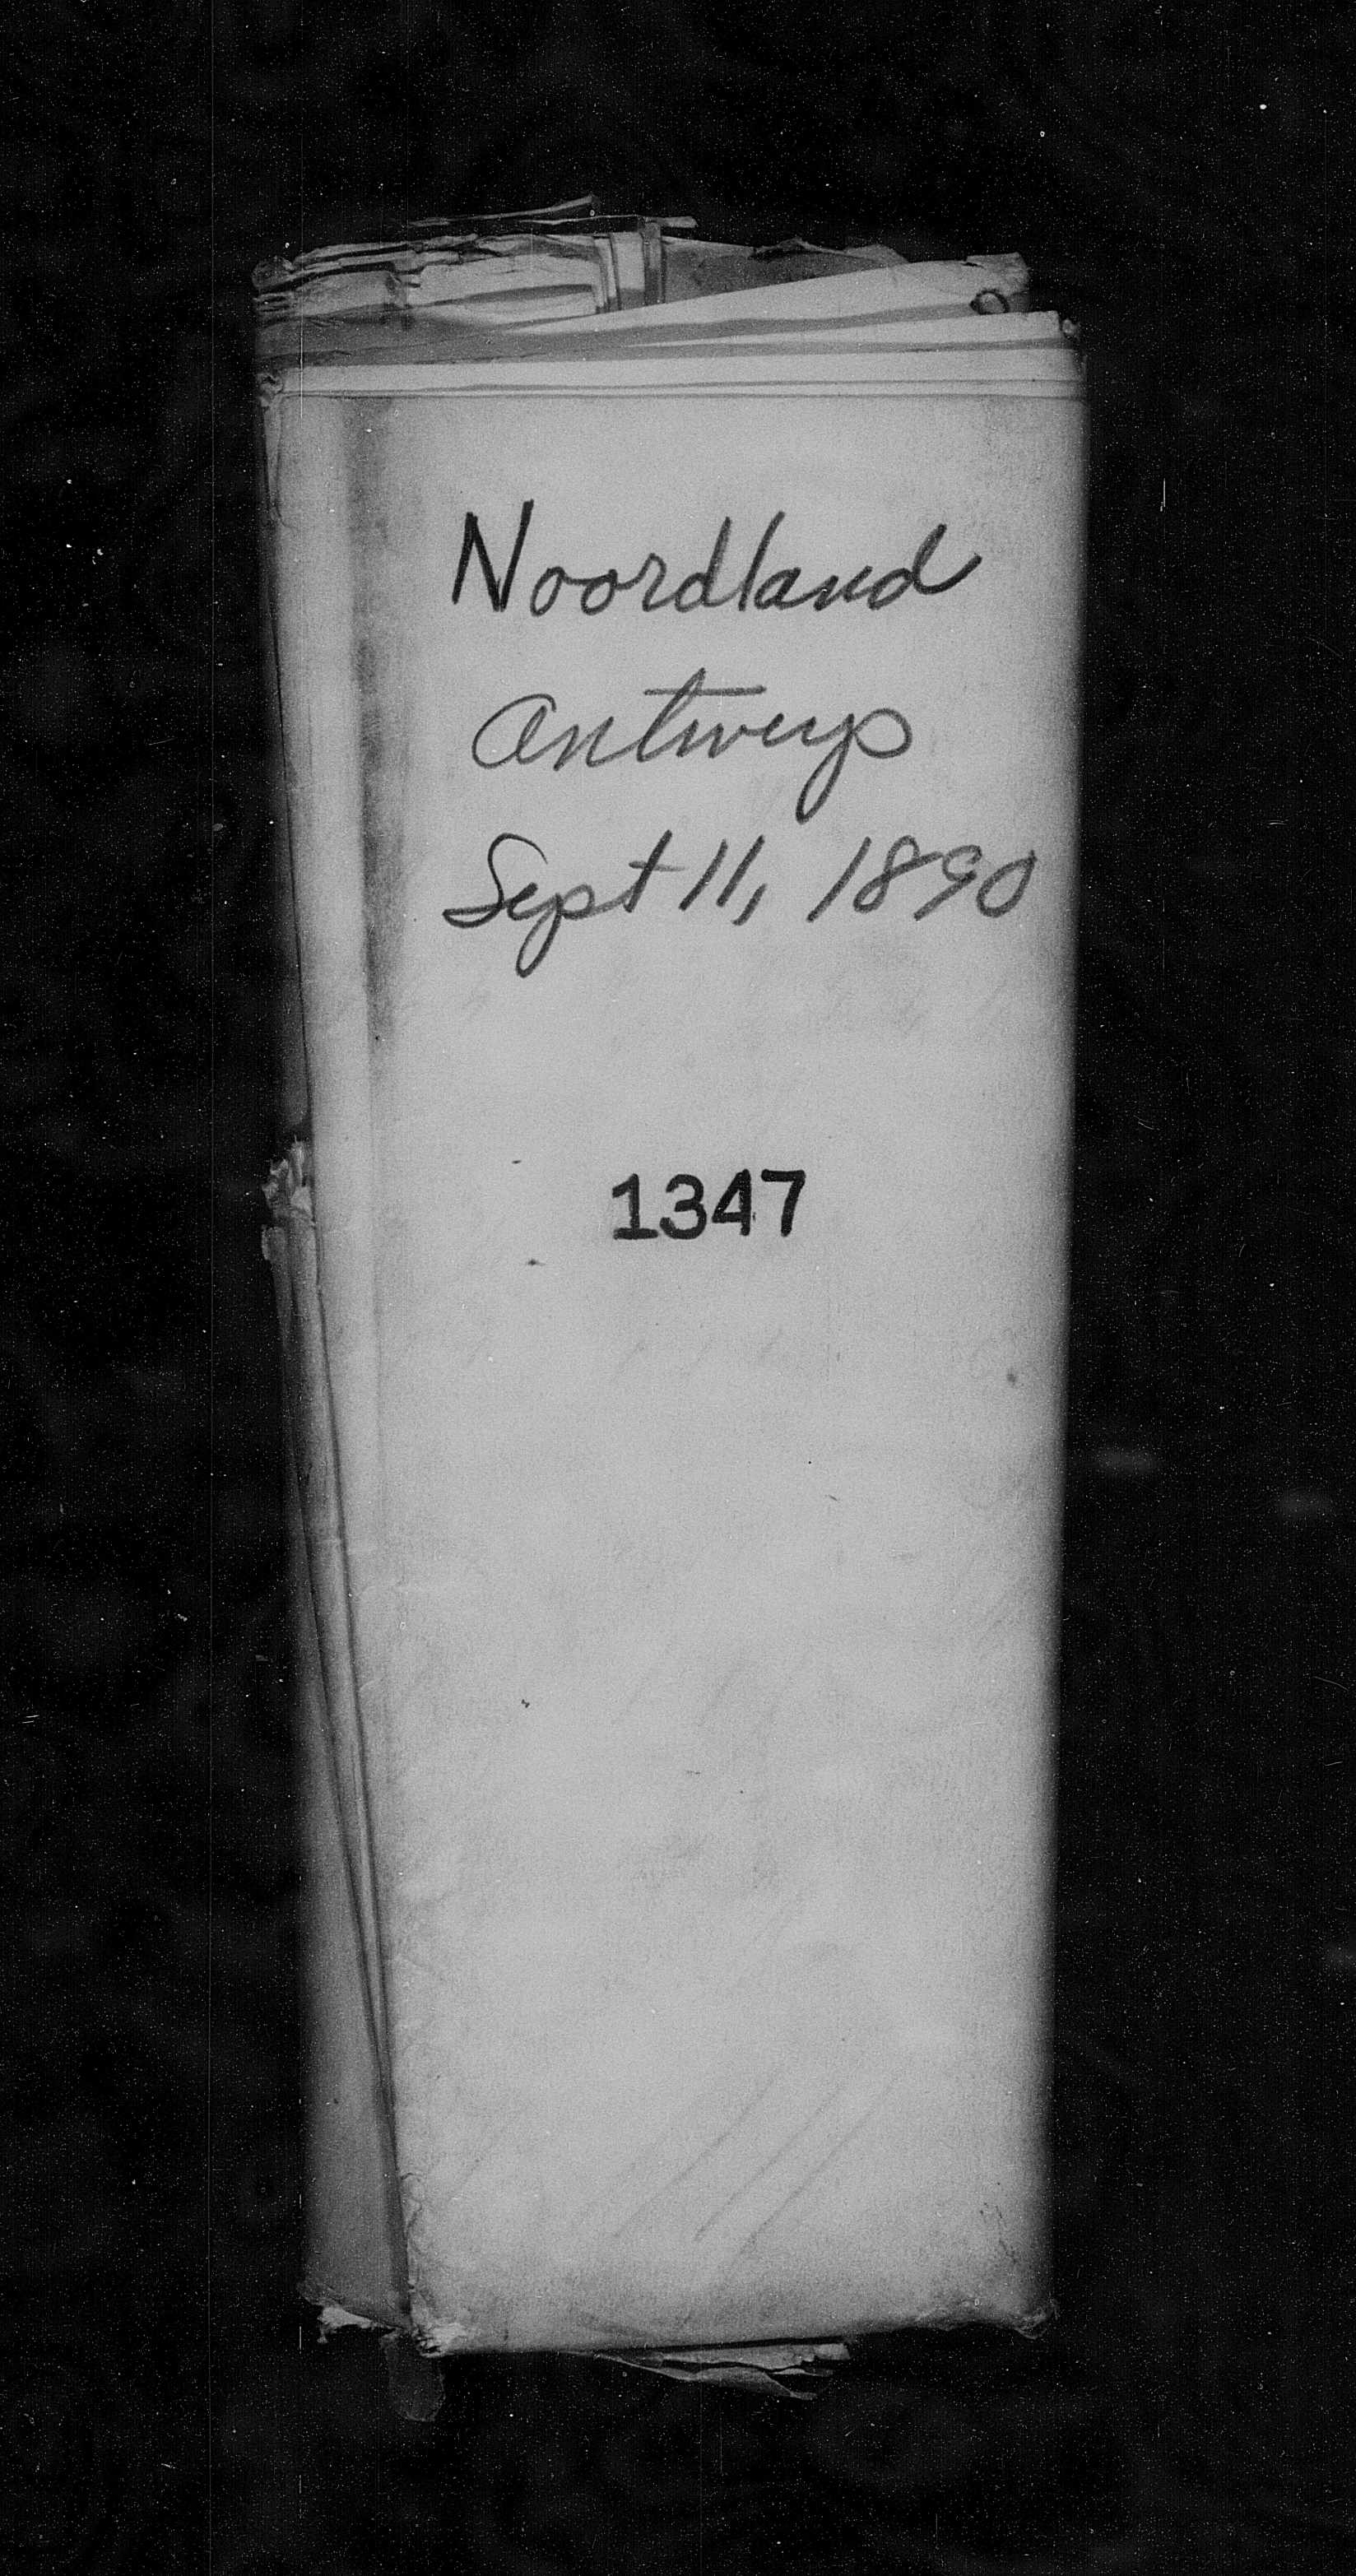 Noordland
Antwerp
Sept 11, 1890
1347